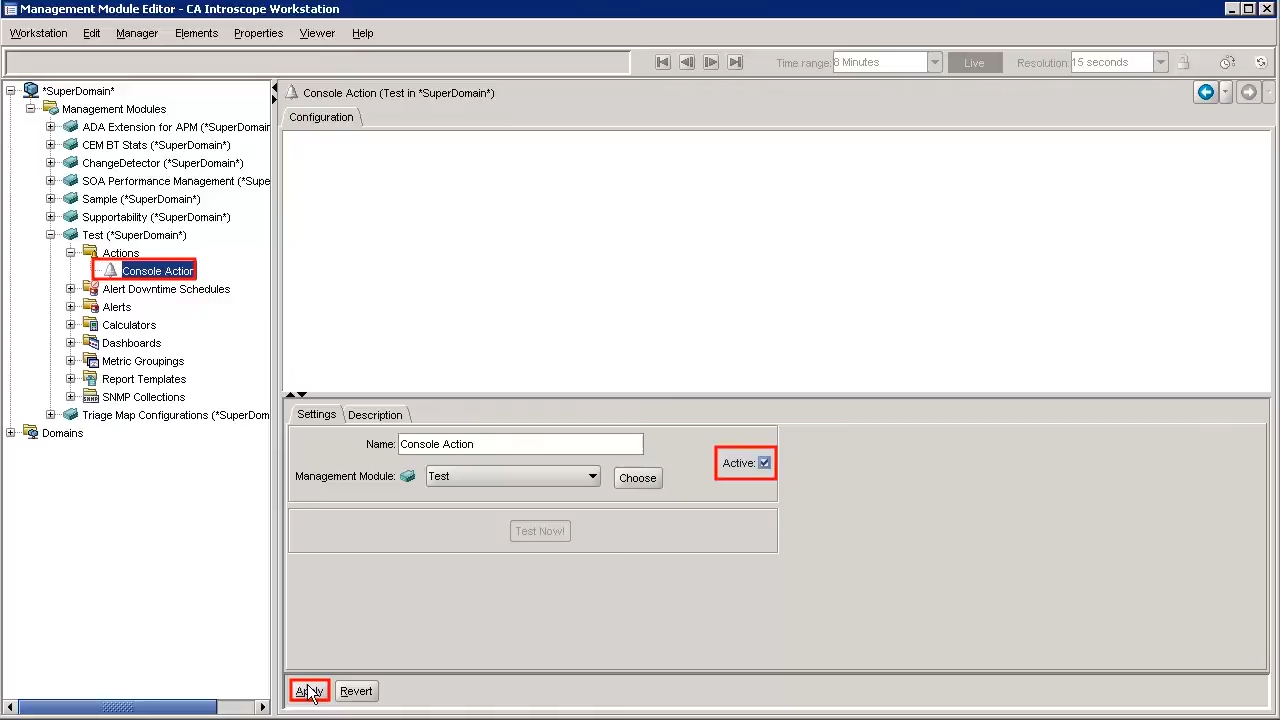 Management Module Editor - CA Introscope Workstation
Workstation Edit Manager Elements Properties Viewer Help
Time range: 8 Minutes Live Resolution: 15 seconds
*SuperDomain*
Management Modules
ADA Extension for APM (*SuperDomain
CEM BT Stats (*SuperDomain*)
ChangeDetector (*SuperDomain*)
SOA Performance Management (*Supe
Sample (*SuperDomain*)
Supportability (*SuperDomain*)
Test (*SuperDomain*)
Actions
Console Action
Alert Downtime Schedules
Alerts
Calculators
Dashboards
Metric Groupings
Report Templates
SNMP Collections
Triage Map Configurations (*SuperDom
Domains
Console Action (Test in *SuperDomain*)
Configuration
Settings Description
Name: Console Action
Active:
Management Module: Test Choose
Test Now!
Apply Revert